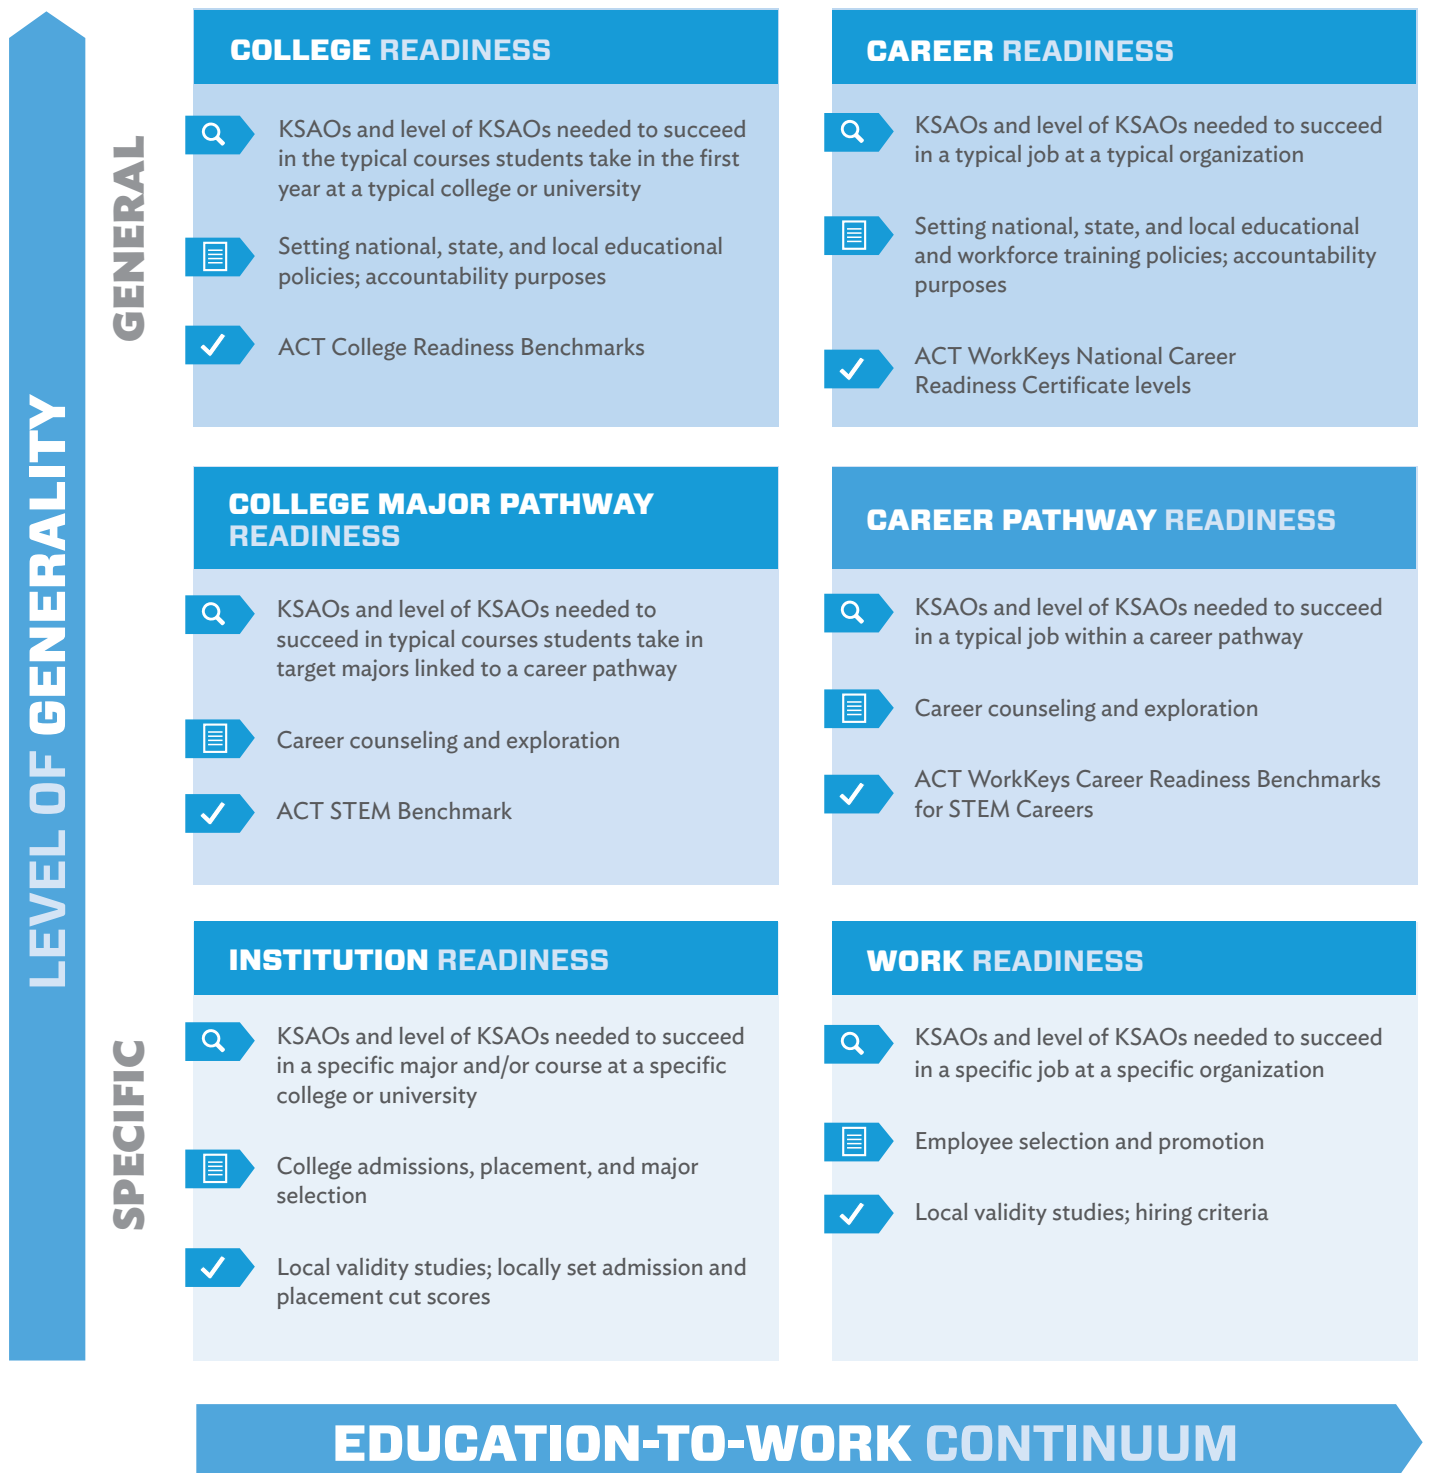 LEVEL OF GENERALITY
GENERAL
COLLEGE READINESS
KSAOs and level of KSAOs needed to succeed
in the typical courses students take in the first
year at a typical college or university
Setting national, state, and local educational
policies; accountability purposes
ACT College Readiness Benchmarks
CAREER READINESS
KSAOs and level of KSAOs needed to succeed
in a typical job at a typical organization
Setting national, state, and local educational
and workforce training policies; accountability
purposes
ACT WorkKeys National Career
Readiness Certificate levels
COLLEGE MAJOR PATHWAY
READINESS
KSAOs and level of KSAOs needed to
succeed in typical courses students take in
target majors linked to a career pathway
Career counseling and exploration
ACT STEM Benchmark
CAREER PATHWAY READINESS
KSAOs and level of KSAOs needed to succeed
in a typical job within a career pathway
Career counseling and exploration
ACT WorkKeys Career Readiness Benchmarks
for STEM Careers
SPECIFIC
INSTITUTION READINESS
KSAOs and level of KSAOs needed to succeed
in a specific major and/or course at a specific
college or university
College admissions, placement, and major
selection
Local validity studies; locally set admission and
placement cut scores
WORK READINESS
KSAOs and level of KSAOs needed to succeed
in a specific job at a specific organization
Employee selection and promotion
Local validity studies; hiring criteria
EDUCATION-TO-WORK CONTINUUM